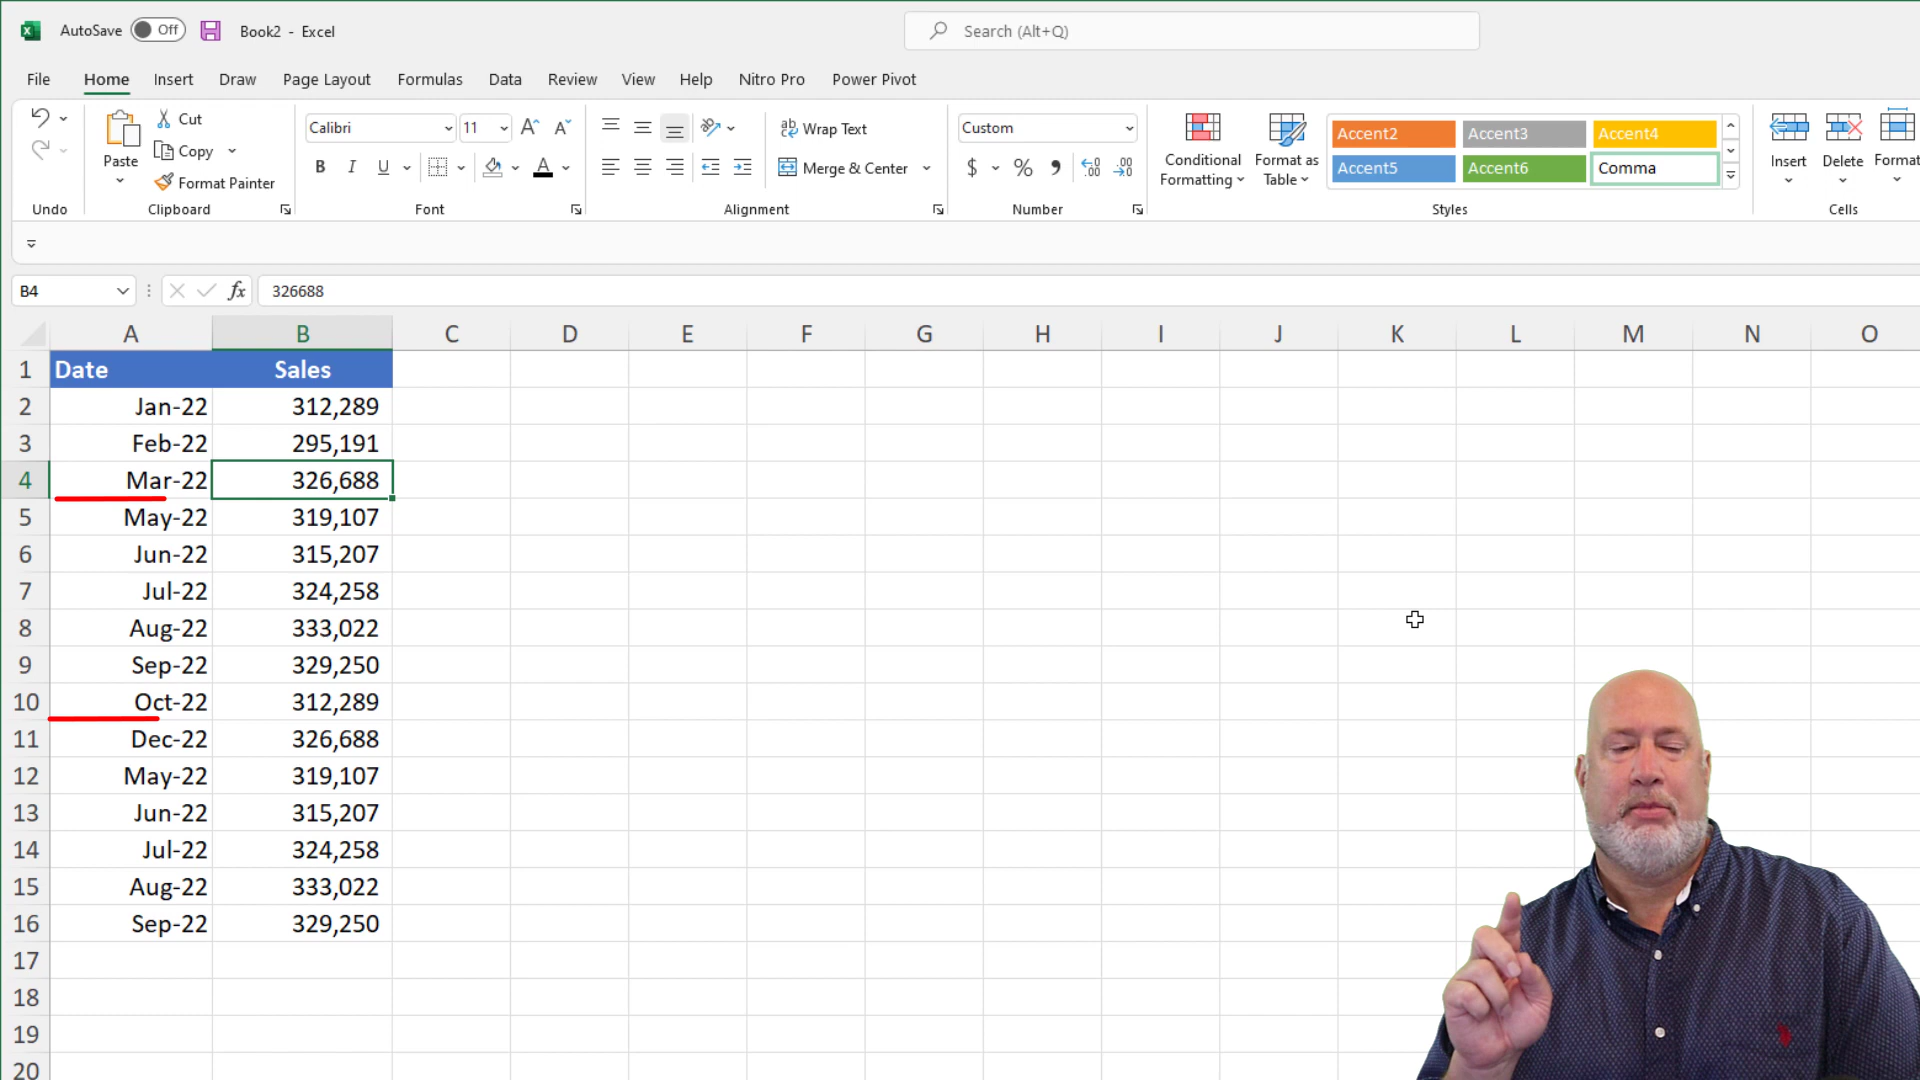 AutoSave Off Book2 - Excel Search (Alt+Q)
File Home Insert Draw Page Layout Formulas Data Review View Help Nitro Pro Power Pivot
Cut
Copy
Format Painter
Paste
Undo
Clipboard
Calibri 11
B I U
Font
Wrap Text
Merge & Center
Alignment
Custom
$ % 9
Number
Conditional Formatting
Format as Table
Accent2 Accent3 Accent4
Accent5 Accent6 Comma
Styles
Insert Delete Format
Cells
B4 fx 326688
A B C D E F G H I J K L M N O
1 Date Sales
2 Jan-22 312,289
3 Feb-22 295,191
4 Mar-22 326,688
5 May-22 319,107
6 Jun-22 315,207
7 Jul-22 324,258
8 Aug-22 333,022
9 Sep-22 329,250
10 Oct-22 312,289
11 Dec-22 326,688
12 May-22 319,107
13 Jun-22 315,207
14 Jul-22 324,258
15 Aug-22 333,022
16 Sep-22 329,250
17
18
19
20